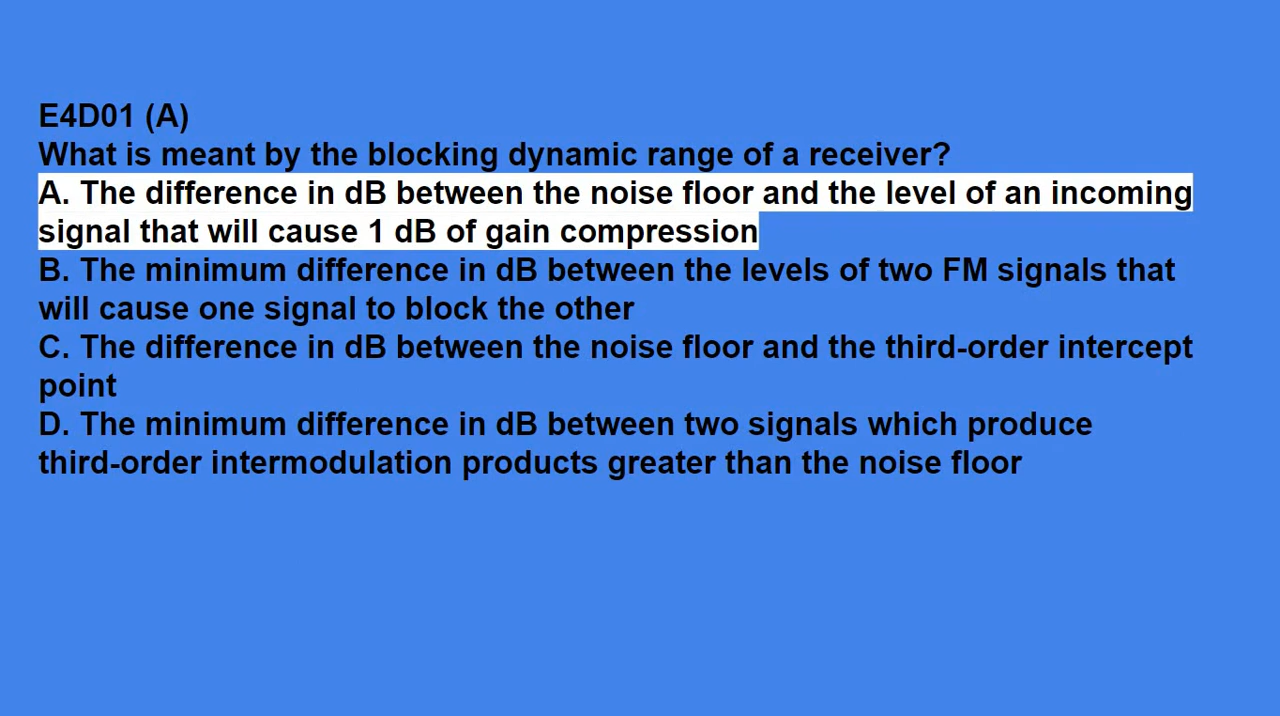 E4D01 (A)
What is meant by the blocking dynamic range of a receiver?
A. The difference in dB between the noise floor and the level of an incoming
signal that will cause 1 dB of gain compression
B. The minimum difference in dB between the levels of two FM signals that
will cause one signal to block the other
C. The difference in dB between the noise floor and the third-order intercept
point
D. The minimum difference in dB between two signals which produce
third-order intermodulation products greater than the noise floor